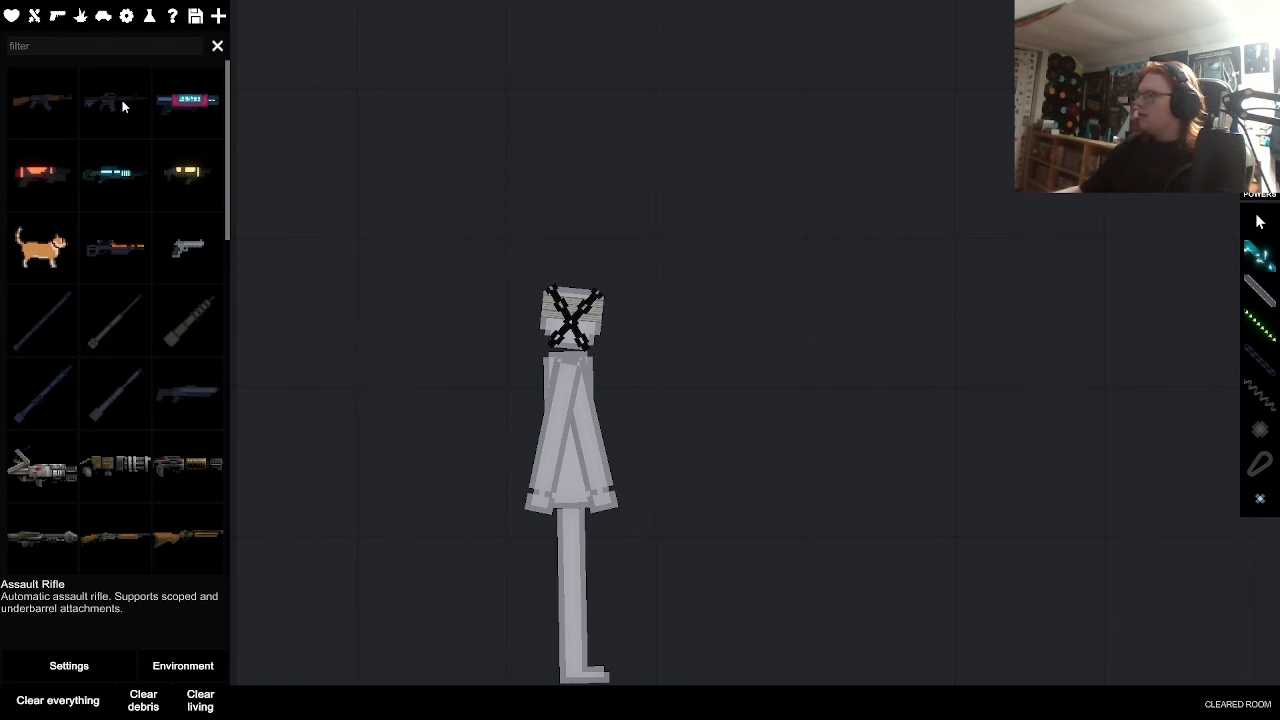 filter
POWERS
Assault Rifle
Automatic assault rifle. Supports scoped and
underbarrel attachments.
Settings
Environment
Clear everything
Clear
debris
Clear
living
CLEARED ROOM